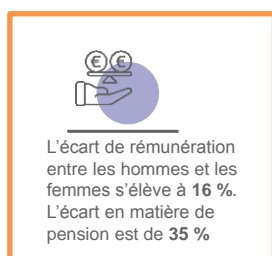 L'écart de rémunération
entre les hommes et les
femmes s'élève à 16 %.
L'écart en matière de
pension est de 35 %